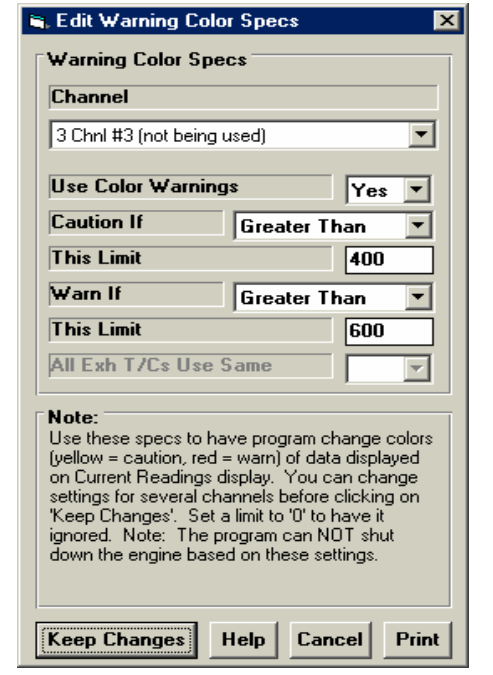 Edit Warning Color Specs
Warning Color Specs
Channel
3 Chnl #3 (not being used)
Use Color Warnings Yes
Caution If Greater Than
This Limit 400
Warn If Greater Than
This Limit 600
All Exh T/Cs Use Same
Note:
Use these specs to have program change colors
(yellow = caution, red = warn) of data displayed
on Current Readings display.  You can change
settings for several channels before clicking on
'Keep Changes'.  Set a limit to '0' to have it
ignored.  Note:  The program can NOT shut
down the engine based on these settings.
Keep Changes Help Cancel Print